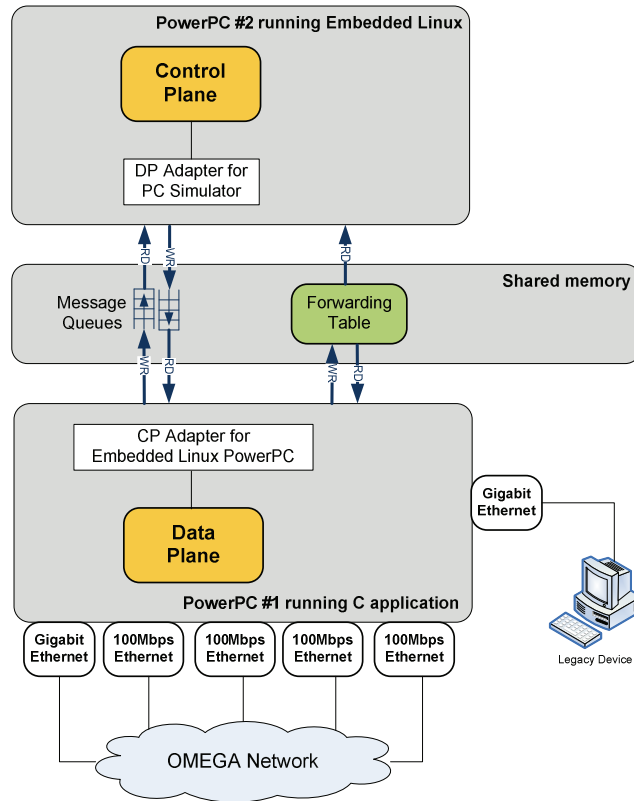 PowerPC #2 running Embedded Linux
Control
Plane
DP Adapter for
PC Simulator
RD
WR
RD
Shared memory
Message
Queues
Forwarding
Table
WR
RD
WR
RD
CP Adapter for
Embedded Linux PowerPC
Gigabit
Ethernet
Data
Plane
PowerPC #1 running C application
Legacy Device
Gigabit
Ethernet
100Mbps
Ethernet
100Mbps
Ethernet
100Mbps
Ethernet
100Mbps
Ethernet
OMEGA Network